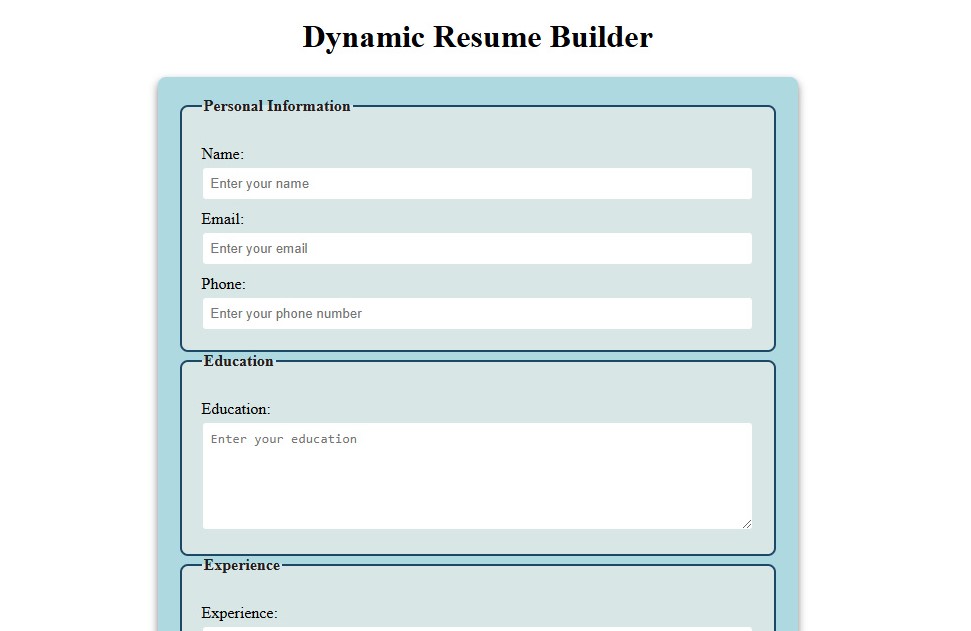 Dynamic Resume Builder
Personal Information
Name:
Enter your name
Email:
Enter your email
Phone:
Enter your phone number
Education
Education:
Enter your education
Experience
Experience: